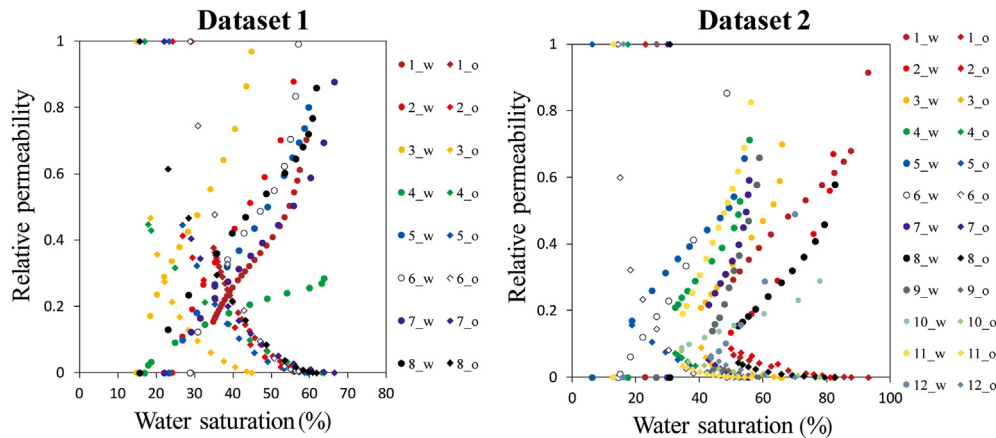 Dataset 1
Relative permeability
1
0.8
0.6
0.4
0.2
0
0 10 20 30 40 50 60 70 80
Water saturation (%)
1_w 1_o
2_w 2_o
3_w 3_o
4_w 4_o
5_w 5_o
6_w 6_o
7_w 7_o
8_w 8_o
Dataset 2
Relative permeability
1
0.8
0.6
0.4
0.2
0
0 20 40 60 80 100
Water saturation (%)
1_w 1_o
2_w 2_o
3_w 3_o
4_w 4_o
5_w 5_o
6_w 6_o
7_w 7_o
8_w 8_o
9_w 9_o
10_w 10_o
11_w 11_o
12_w 12_o